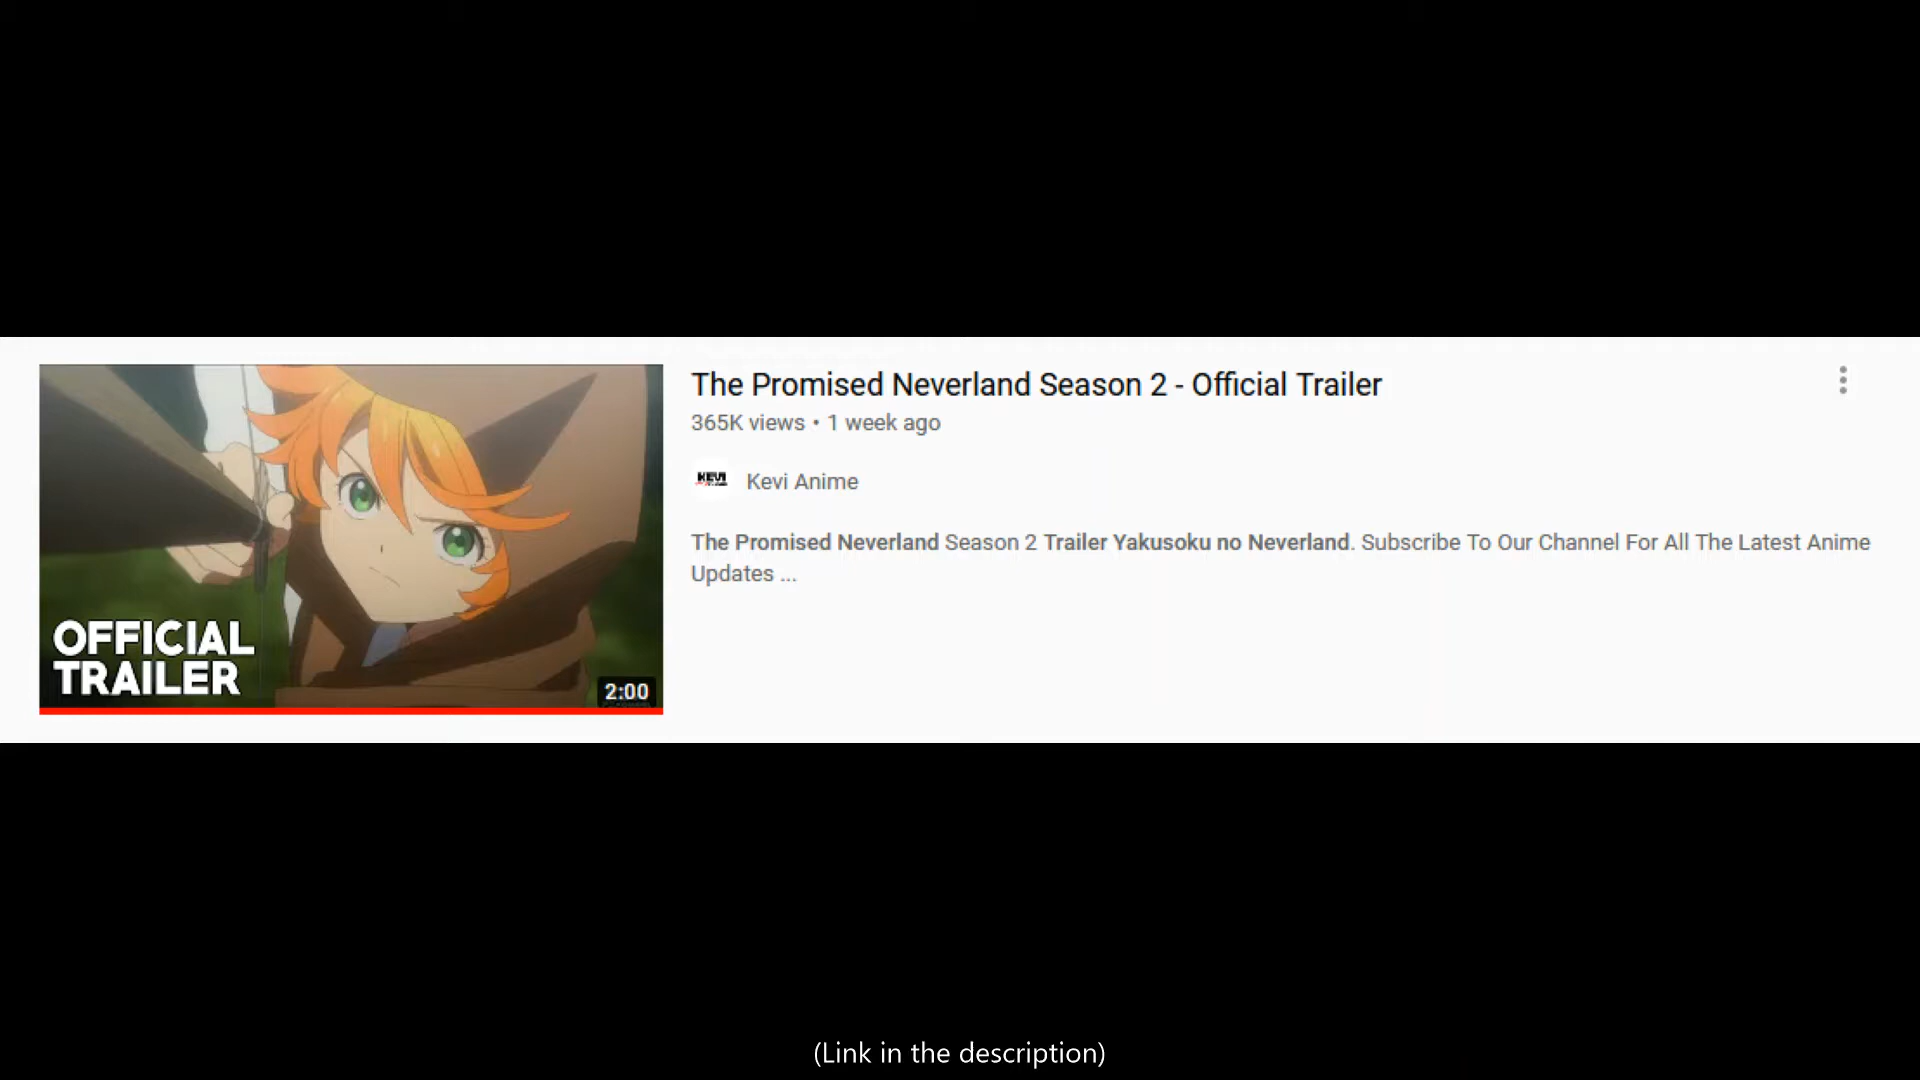 The Promised Neverland Season 2 - Official Trailer
365K views • 1 week ago
KEVI
Kevi Anime
The Promised Neverland Season 2 Trailer Yakusoku no Neverland. Subscribe To Our Channel For All The Latest Anime
Updates ...
OFFICIAL
TRAILER
2:00
(Link in the description)